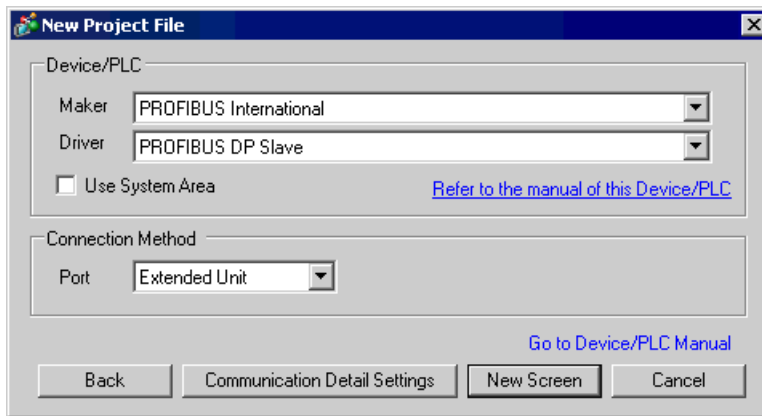 New Project File
Device/PLC
Maker PROFIBUS International
Driver PROFIBUS DP Slave
Use System Area Refer to the manual of this Device/PLC
Connection Method
Port Extended Unit
Go to Device/PLC Manual
Back Communication Detail Settings New Screen Cancel